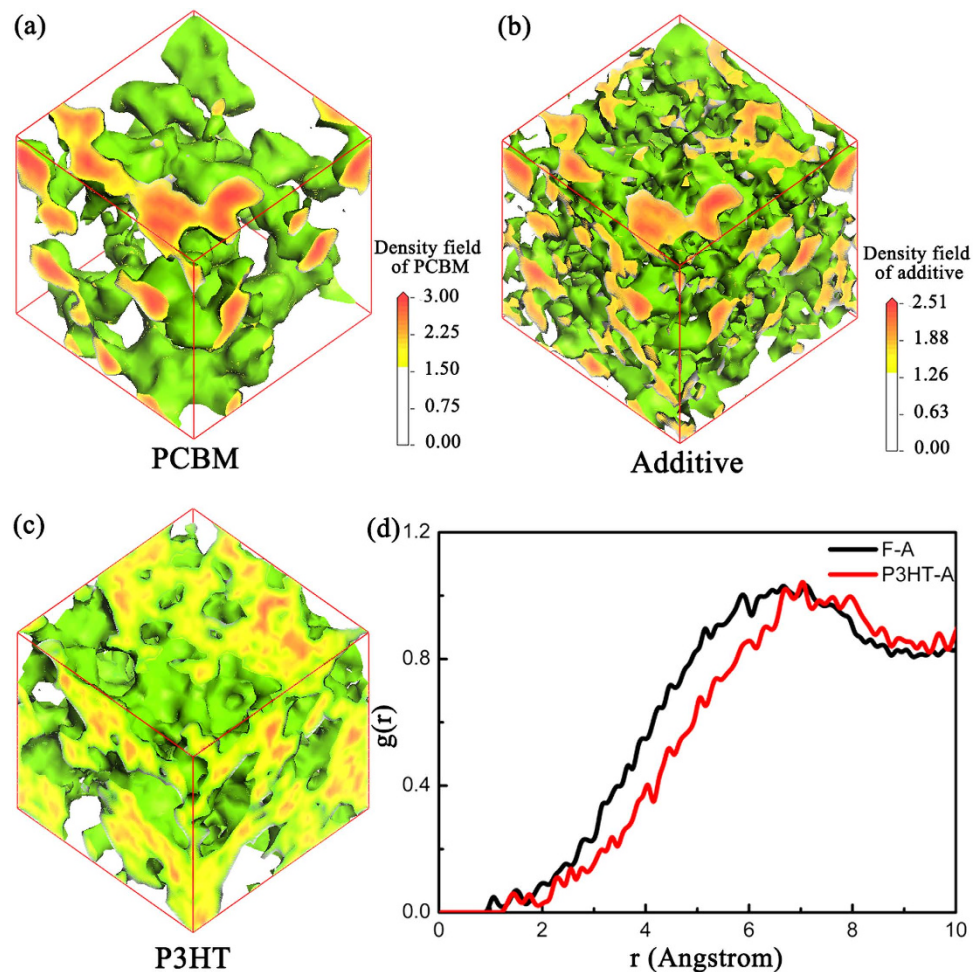 (a)
Density field
of PCBM
3.00
2.25
1.50
0.75
0.00
PCBM
(b)
Density field
of additive
2.51
1.88
1.26
0.63
0.00
Additive
(c)
P3HT
(d)
1.2
0.8
0.4
0.0
g(r)
F-A
P3HT-A
0 2 4 6 8 10
r (Angstrom)